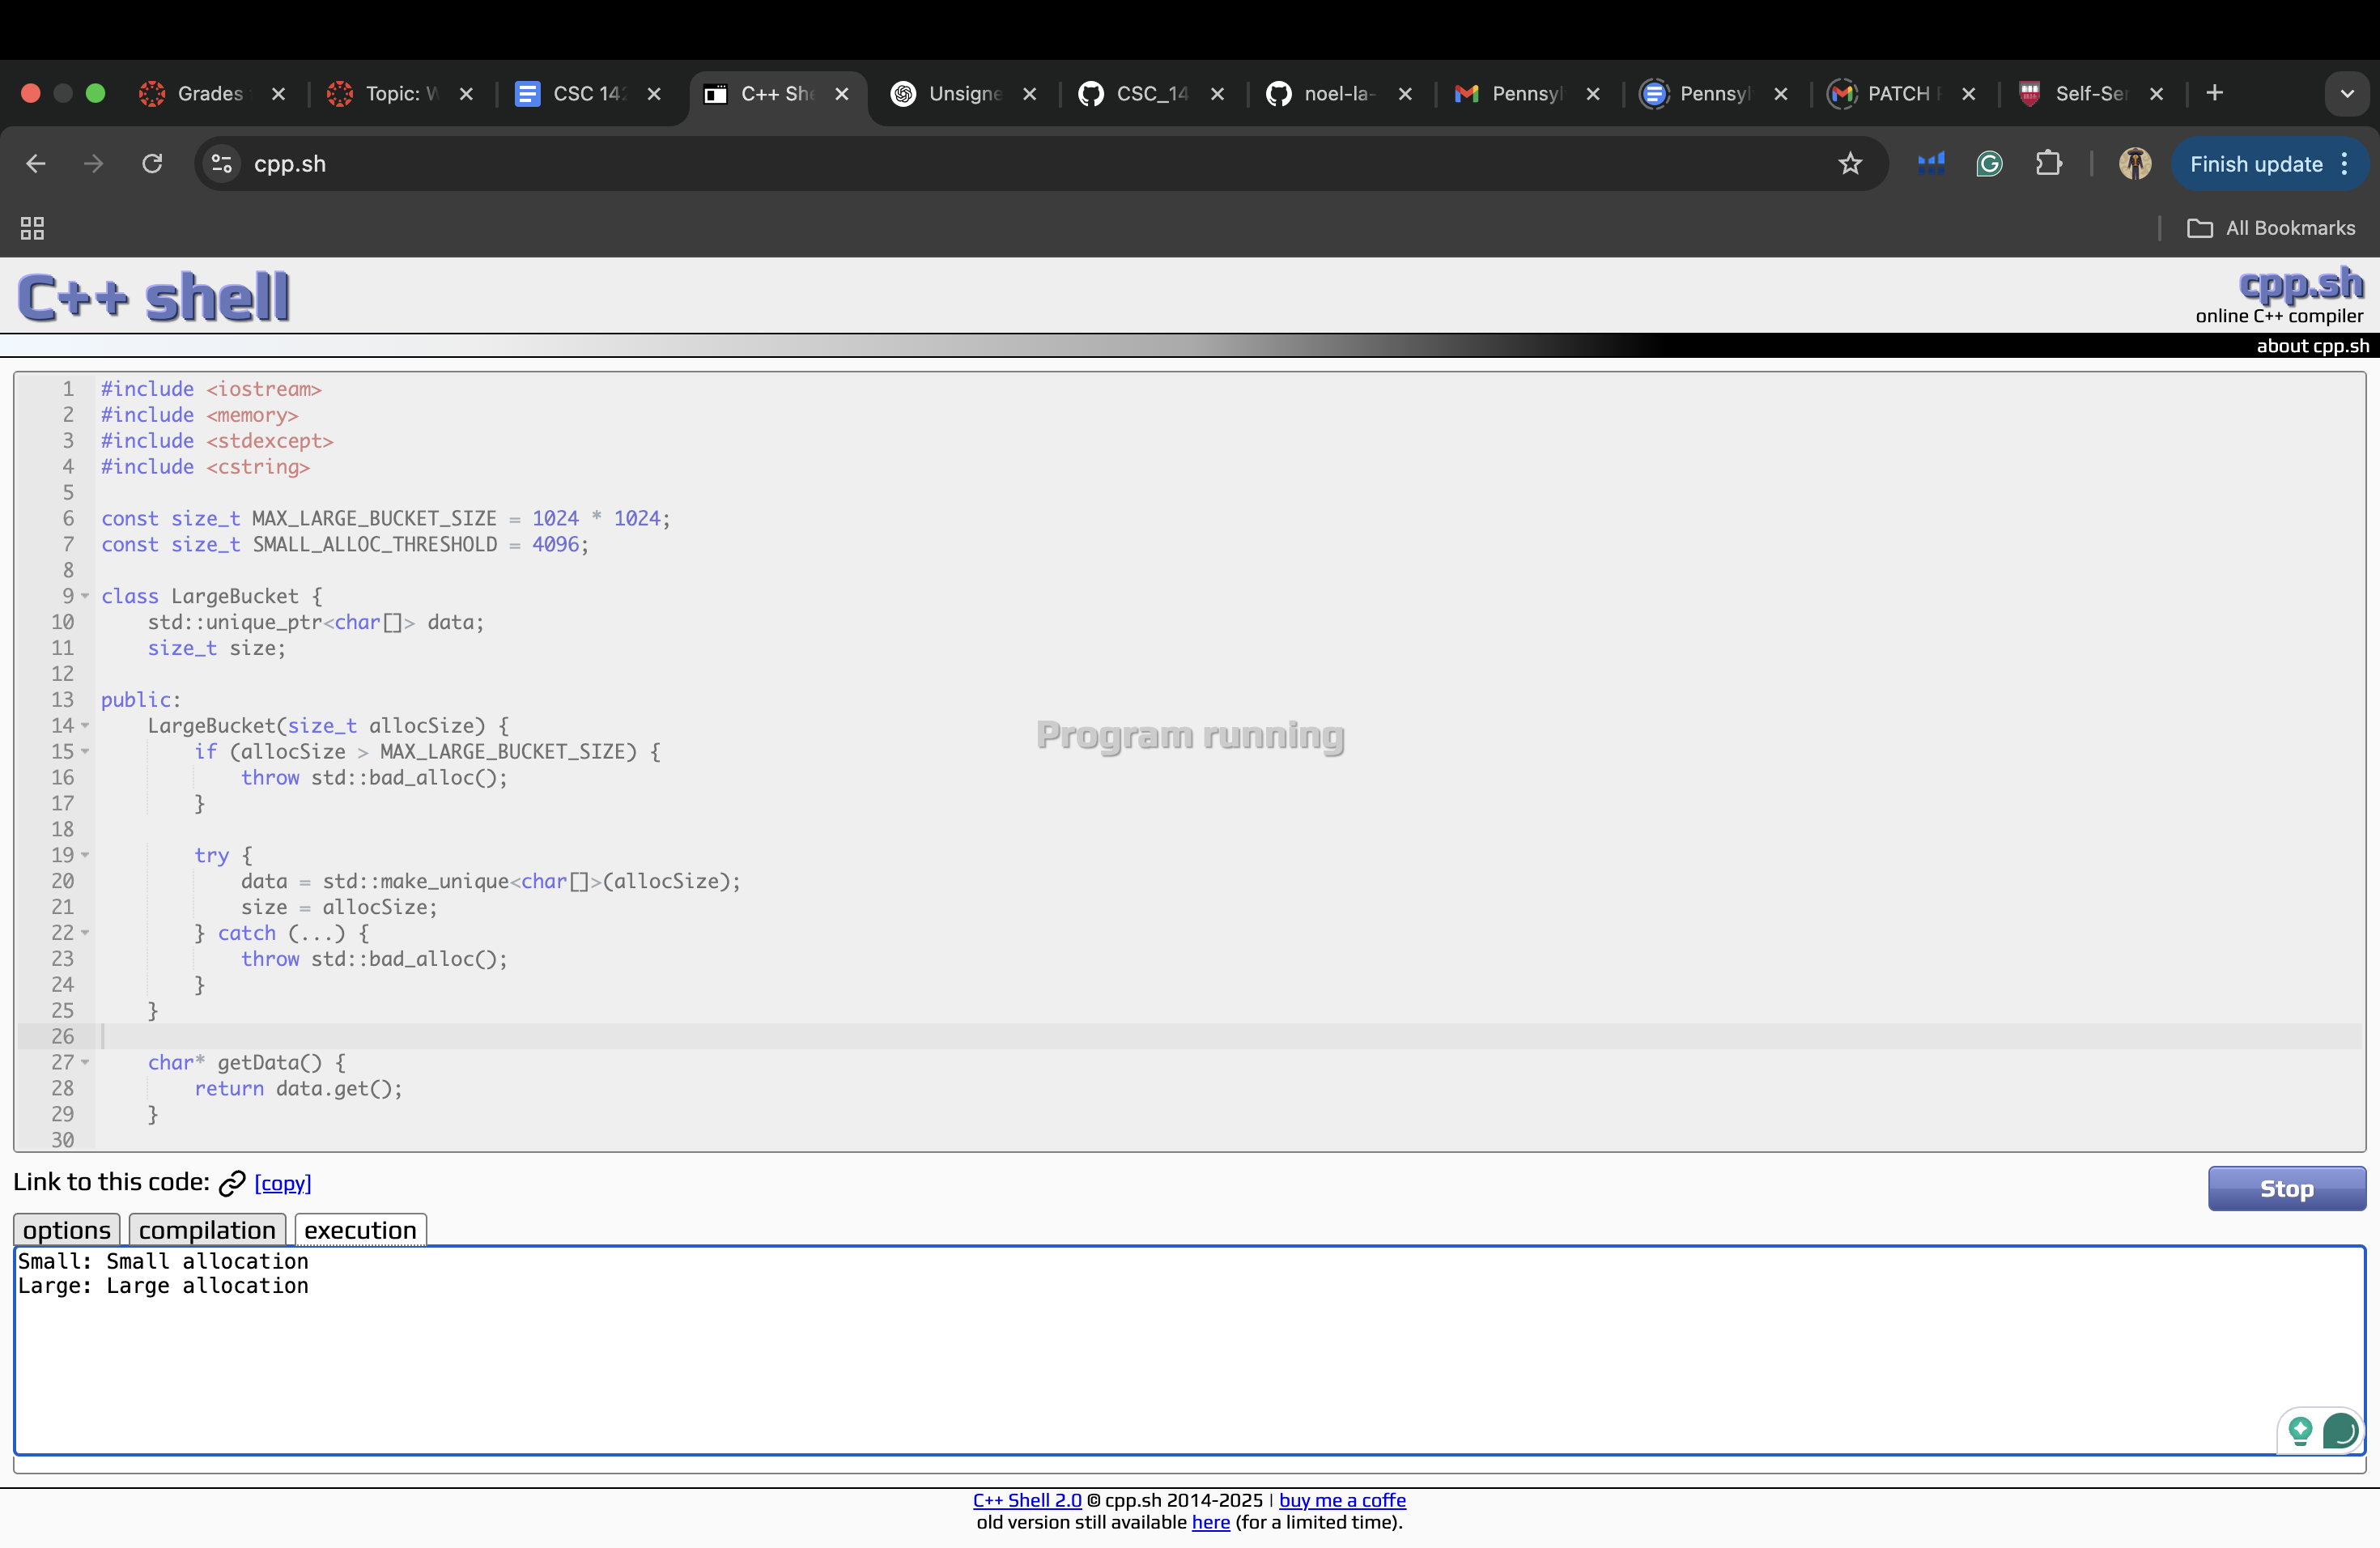 Grades
Topic: W
CSC 142
C++ She
Unsigne
CSC_14
noel-la-
Pennsyl
Pennsyl
PATCH
Self-Ser
cpp.sh
Finish update
All Bookmarks
C++ shell
cpp.sh
online C++ compiler
about cpp.sh
1 #include <iostream>
2 #include <memory>
3 #include <stdexcept>
4 #include <cstring>
5
6 const size_t MAX_LARGE_BUCKET_SIZE = 1024 * 1024;
7 const size_t SMALL_ALLOC_THRESHOLD = 4096;
8
9 class LargeBucket {
10 std::unique_ptr<char[]> data;
11 size_t size;
12
13 public:
14 LargeBucket(size_t allocSize) {
15 if (allocSize > MAX_LARGE_BUCKET_SIZE) {
16 throw std::bad_alloc();
17 }
18
19 try {
20 data = std::make_unique<char[]>(allocSize);
21 size = allocSize;
22 } catch (...) {
23 throw std::bad_alloc();
24 }
25 }
26
27 char* getData() {
28 return data.get();
29 }
30
Program running
Link to this code: [copy]
Stop
options compilation execution
Small: Small allocation
Large: Large allocation
C++ Shell 2.0 © cpp.sh 2014-2025 | buy me a coffe
old version still available here (for a limited time).